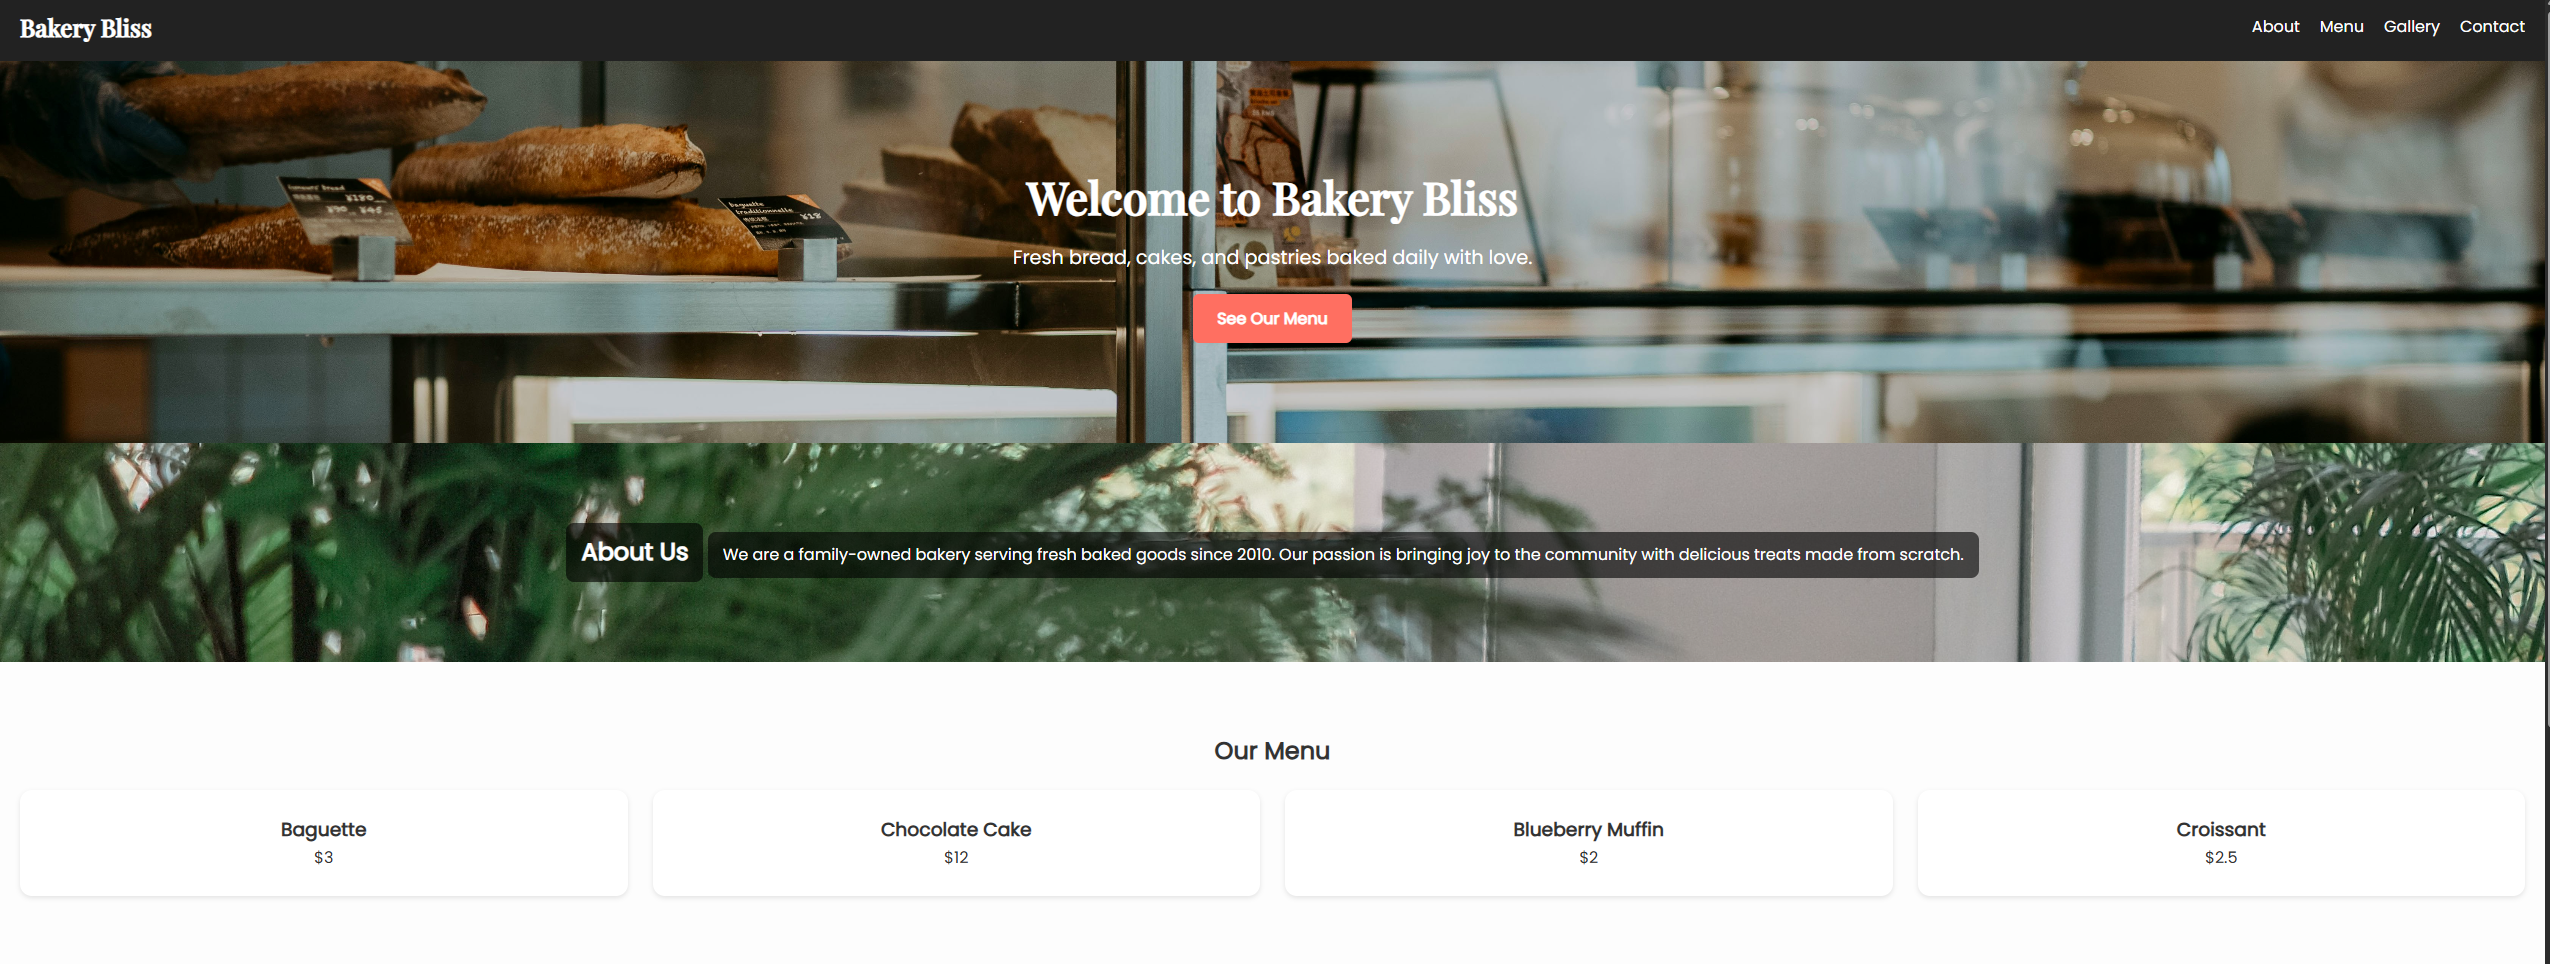 Bakery Bliss
About Menu Gallery Contact
baguette
traditionnelle
¥18
Welcome to Bakery Bliss
Fresh bread, cakes, and pastries baked daily with love.
See Our Menu
About Us
We are a family-owned bakery serving fresh baked goods since 2010. Our passion is bringing joy to the community with delicious treats made from scratch.
Our Menu
Baguette
$3
Chocolate Cake
$12
Blueberry Muffin
$2
Croissant
$2.5